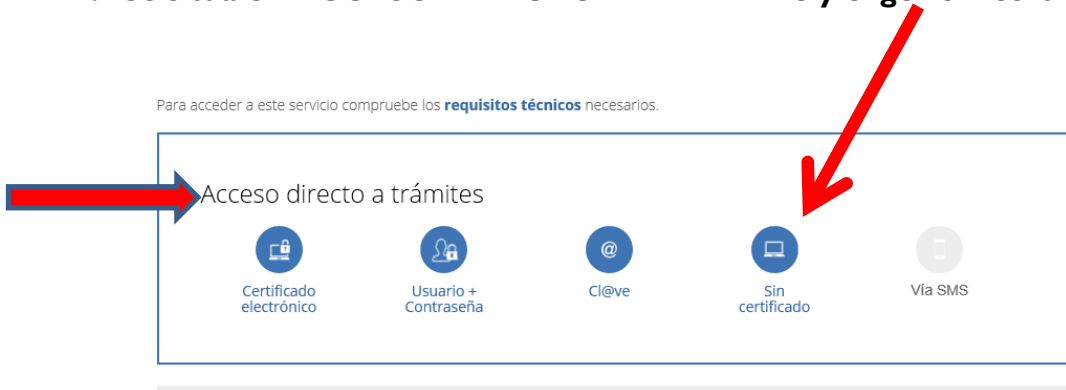 Para acceder a este servicio compruebe los requisitos técnicos necesarios.
Acceso directo a trámites
Certificado electrónico
Usuario + Contraseña
Cl@ve
Sin certificado
Vía SMS